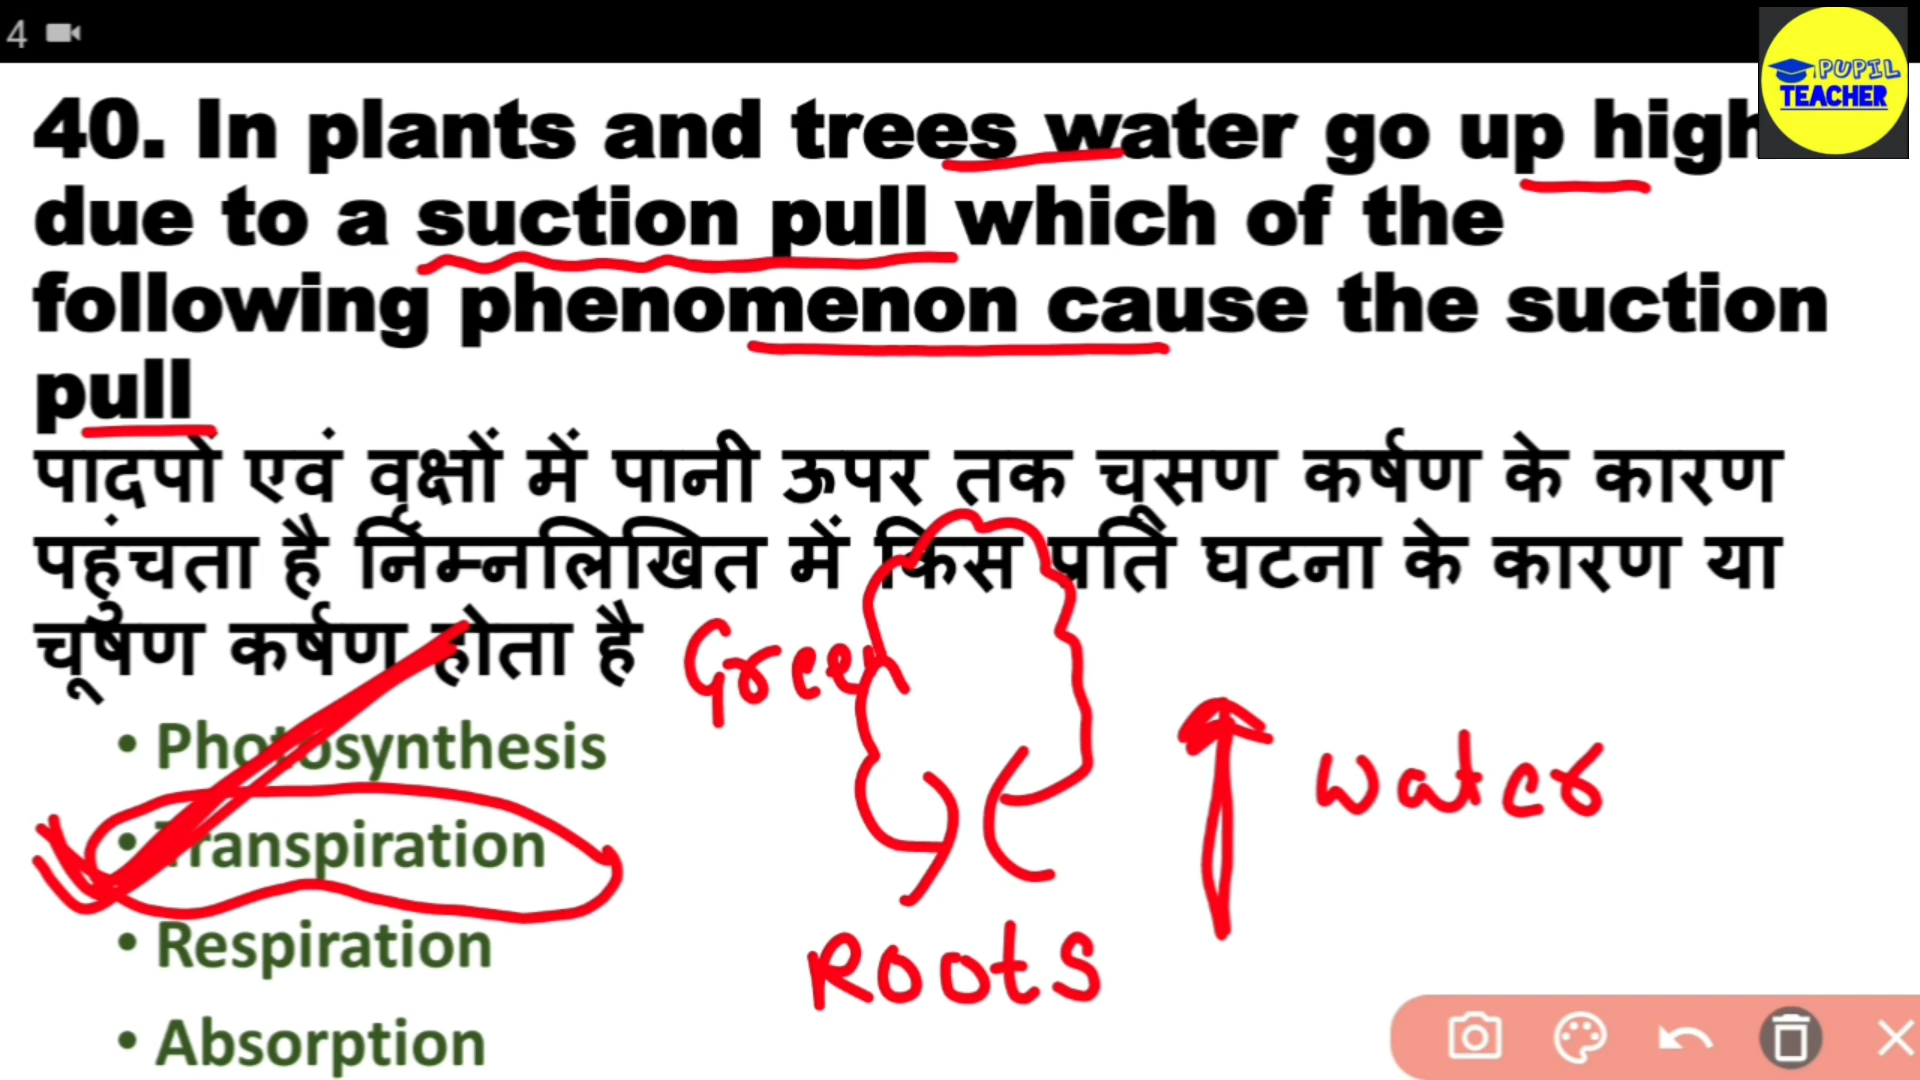 4
PUPIL
TEACHER
40. In plants and trees water go up high
due to a suction pull which of the
following phenomenon cause the suction
pull
पादपों एवं वृक्षों में पानी ऊपर तक चूसण कर्षण के कारण
पहुंचता है निम्नलिखित में किस प्रति घटना के कारण या
चूषण कर्षण होता है
Green
• Photosynthesis
water
• Transpiration
• Respiration
Roots
• Absorption